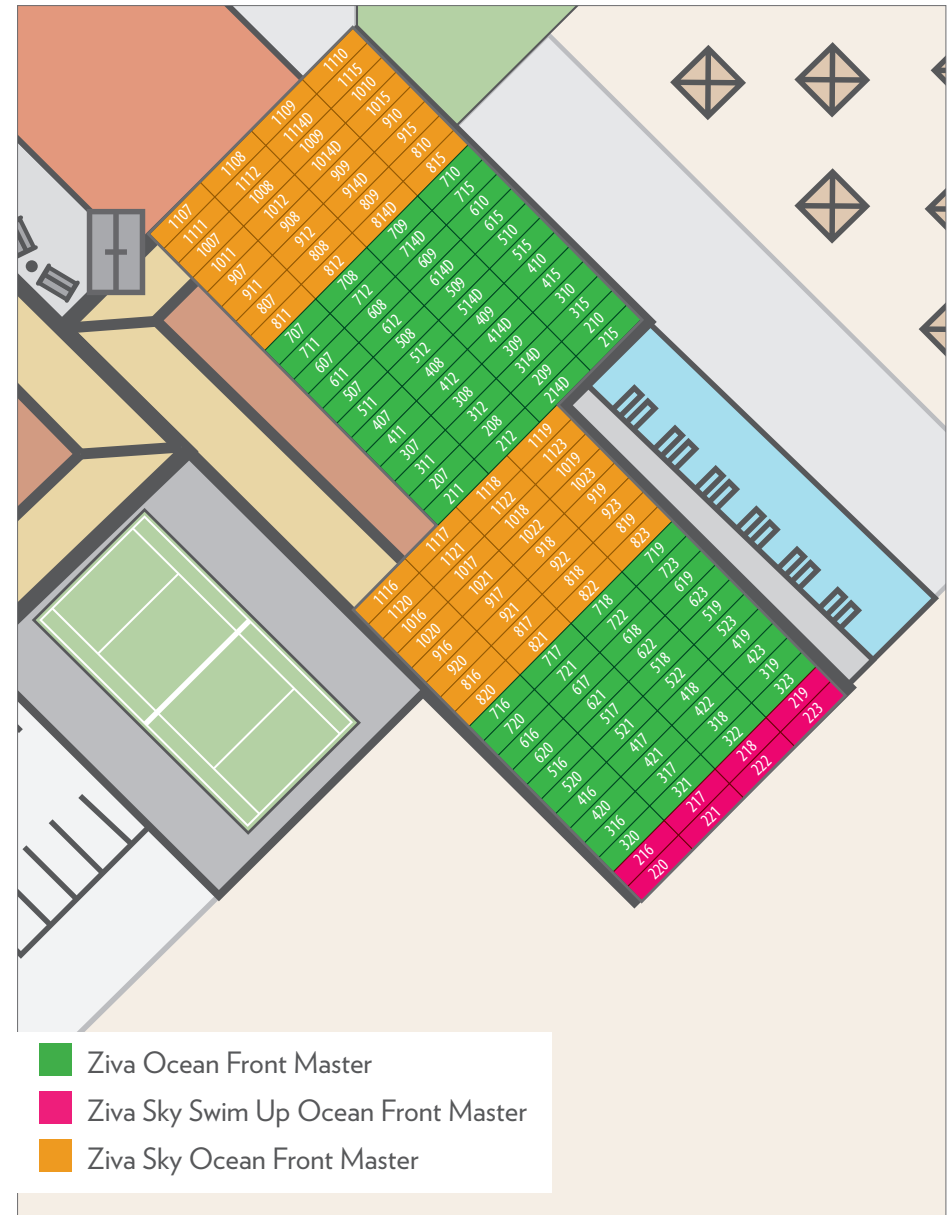 1107 1108 1109 1110
1111 1112 1114D 1115
1007 1008 1009 1010
1011 1012 1014D 1015
907 908 909 910
911 912 914D 915
807 808 809 810
811 812 814D 815
707 708 709 710
711 712 714D 715
607 608 609 610
611 612 614D 615
507 508 509 510
511 512 514D 515
407 408 409 410
411 412 414D 415
307 308 309 310
311 312 314D 315
207 208 209 210
211 212 214D 215
1116 1117 1118 1119
1120 1121 1122 1123
1016 1017 1018 1019
1020 1021 1022 1023
916 917 918 919
920 921 922 923
816 817 818 819
820 821 822 823
716 717 718 719
720 721 722 723
616 617 618 619
620 621 622 623
516 517 518 519
520 521 522 523
416 417 418 419
420 421 422 423
316 317 318 319
320 321 322 323
216 217 218 219
220 221 222 223
Ziva Ocean Front Master
Ziva Sky Swim Up Ocean Front Master
Ziva Sky Ocean Front Master